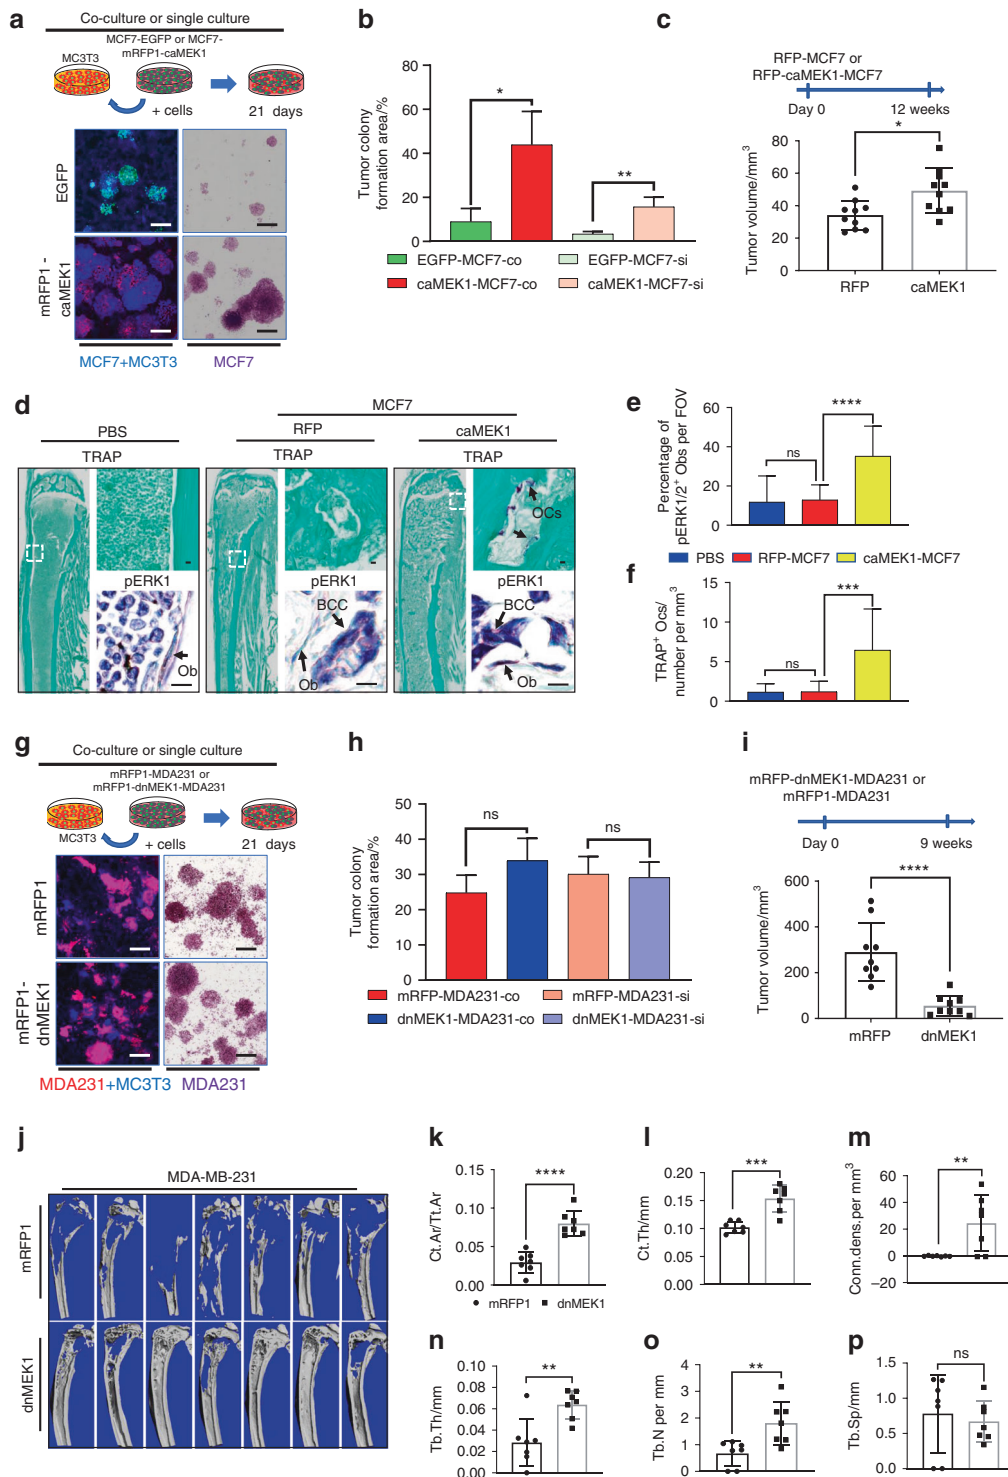 a
Co-culture or single culture
MCF7-EGFP or MCF7-
mRFP1-caMEK1
MC3T3
+ cells
21 days
EGFP
mRFP1 -
caMEK1
MCF7+MC3T3
MCF7
b
Tumor colony
formation area/%
80
60
40
20
0
*
**
EGFP-MCF7-co
EGFP-MCF7-si
caMEK1-MCF7-co
caMEK1-MCF7-si
c
RFP-MCF7 or
RFP-caMEK1-MCF7
Day 0
12 weeks
Tumor volume/mm3
80
60
40
20
0
*
RFP
caMEK1
d
MCF7
PBS
RFP
caMEK1
TRAP
TRAP
TRAP
OCs
pERK1
pERK1
pERK1
BCC
BCC
Ob
Ob
Ob
e
Percentage of
pERK1/2+ Obs per FOV
60
40
20
0
ns
****
PBS
RFP-MCF7
caMEK1-MCF7
f
TRAP+ Ocs/
number per mm3
15
10
5
0
ns
***
g
Co-culture or single culture
mRFP1-MDA231 or
mRFP1-dnMEK1-MDA231
MC3T3
+ cells
21 days
mRFP1
mRFP1-
dnMEK1
MDA231+MC3T3
MDA231
h
Tumor colony
formation area/%
50
40
30
20
10
0
ns
ns
mRFP-MDA231-co
mRFP-MDA231-si
dnMEK1-MDA231-co
dnMEK1-MDA231-si
i
mRFP-dnMEK1-MDA231 or
mRFP1-MDA231
Day 0
9 weeks
Tumor volume/mm3
600
400
200
0
****
mRFP
dnMEK1
j
MDA-MB-231
mRFP1
dnMEK1
k
Ct.Ar/Tt.Ar
0.15
0.10
0.05
0.00
****
mRFP1
dnMEK1
l
Ct.Th/mm
0.20
0.15
0.10
0.05
0.00
***
m
Conn.dens.per mm3
60
40
20
0
−20
**
n
Tb.Th/mm
0.10
0.08
0.06
0.04
0.02
0.00
**
o
Tb.N per mm
4
3
2
1
0
**
p
Tb.Sp/mm
1.5
1.0
0.5
0.0
ns